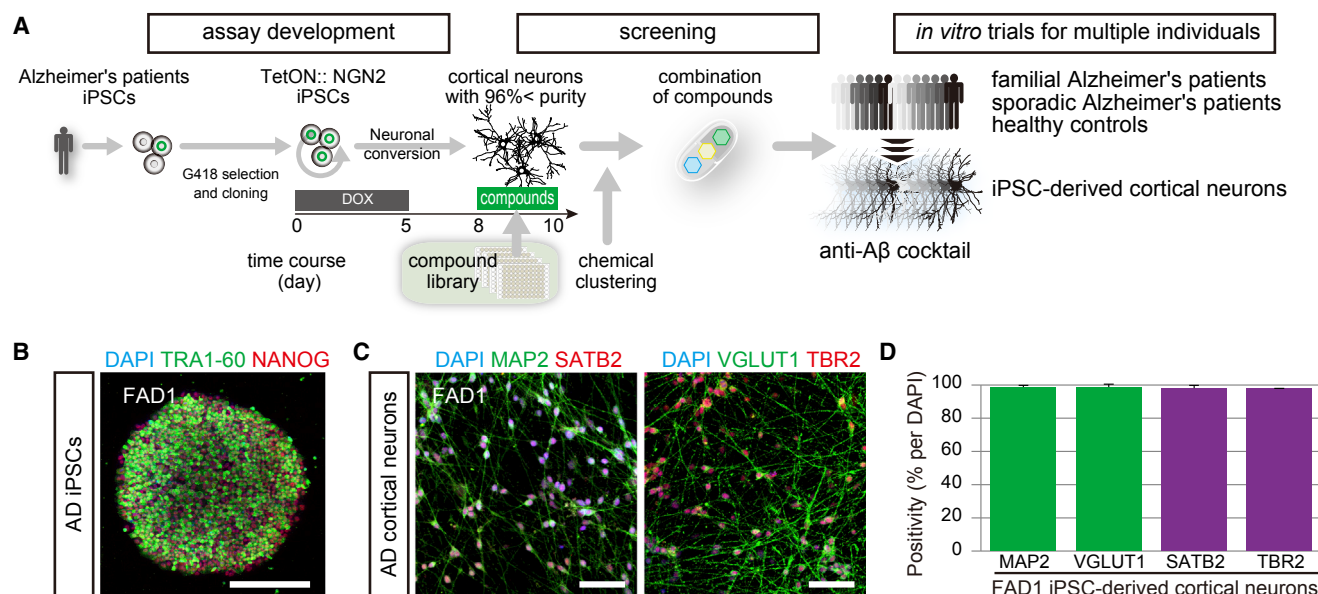 A
assay development
screening
in vitro trials for multiple individuals
Alzheimer's patients
iPSCs
TetON:: NGN2
iPSCs
cortical neurons
with 96%< purity
combination
of compounds
familial Alzheimer's patients
sporadic Alzheimer's patients
healthy controls
G418 selection
and cloning
Neuronal
conversion
iPSC-derived cortical neurons
DOX
compounds
0
5
8
10
time course
(day)
compound
library
chemical
clustering
anti-Aβ cocktail
B
DAPI TRA1-60 NANOG
AD iPSCs
FAD1
C
DAPI MAP2 SATB2
DAPI VGLUT1 TBR2
AD cortical neurons
FAD1
D
Positivity (% per DAPI)
100
80
60
40
20
0
MAP2
VGLUT1
SATB2
TBR2
FAD1 iPSC-derived cortical neurons